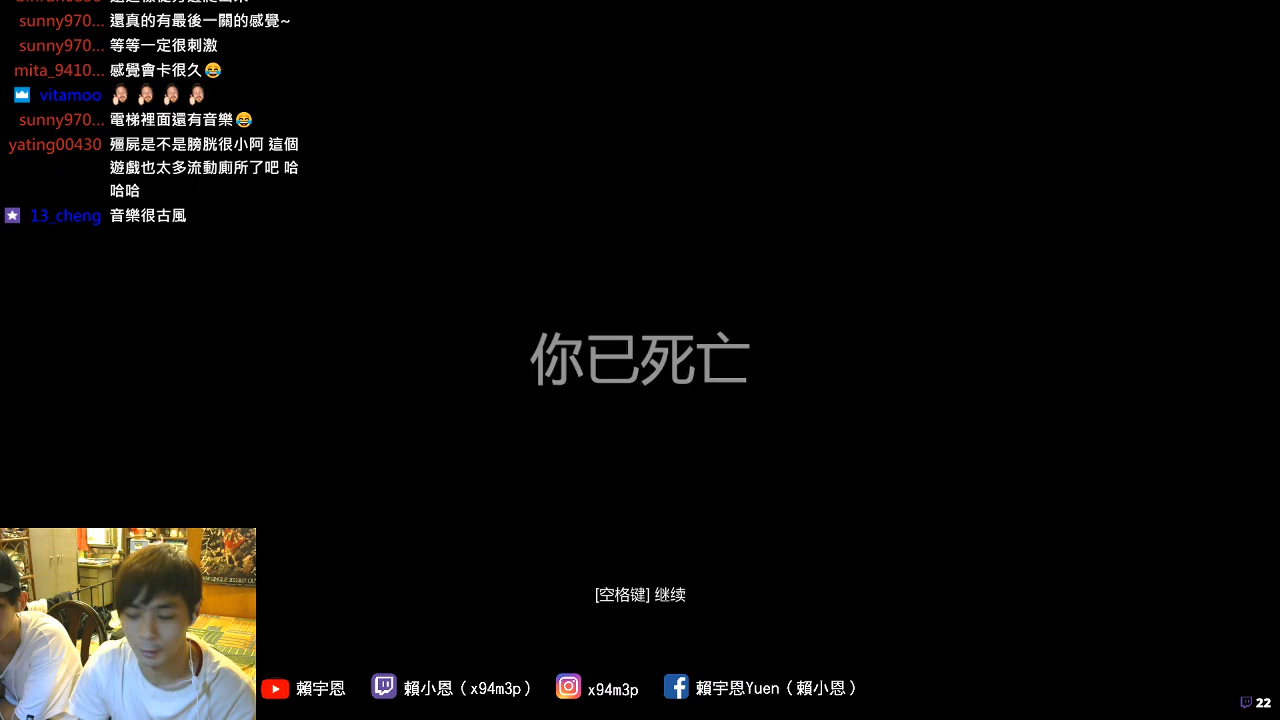 sunny970... 還真的有最後一關的感覺~
sunny970... 等等一定很刺激
mita_9410... 感覺會卡很久😂
vitamoo
sunny970... 電梯裡面還有音樂😂
yating00430 殭屍是不是膀胱很小阿 這個
遊戲也太多流動廁所了吧 哈
哈哈
13_cheng 音樂很古風
你已死亡
[空格键] 继续
賴宇恩
賴小恩（x94m3p）
x94m3p
賴宇恩Yuen（賴小恩）
22